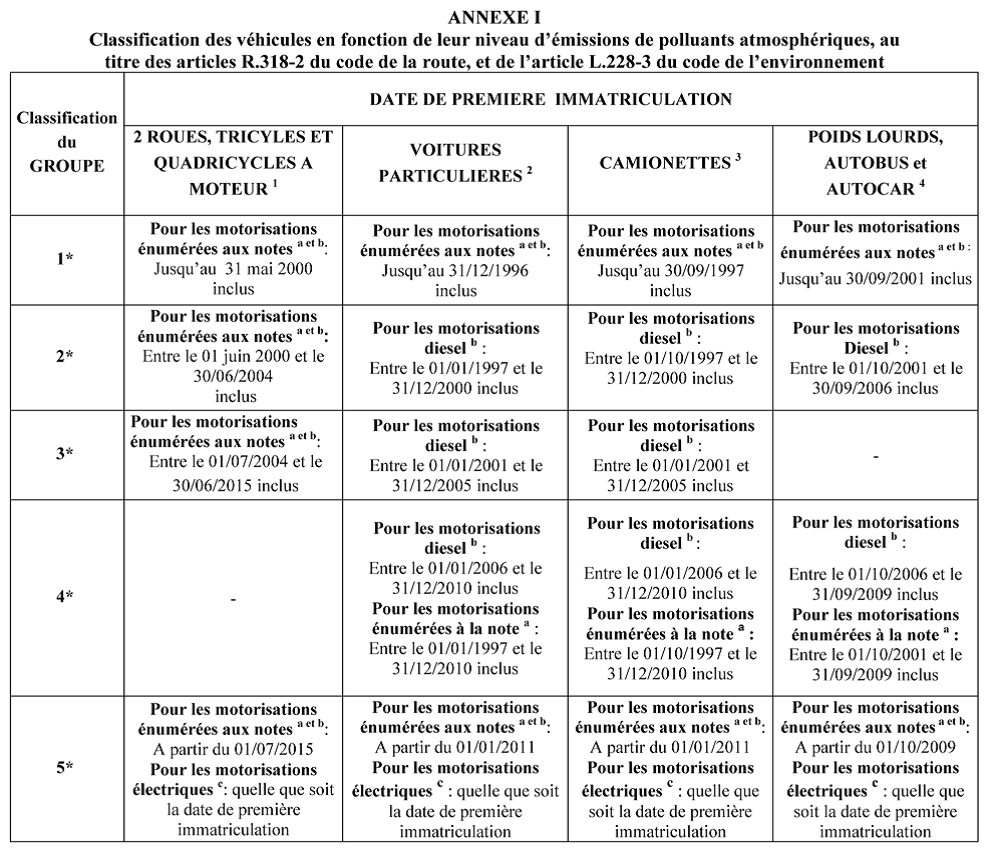 ANNEXE I
Classification des véhicules en fonction de leur niveau d'émissions de polluants atmosphériques, au
titre des articles R.318-2 du code de la route, et de l'article L.228-3 du code de l'environnement
Classification
du
GROUPE
DATE DE PREMIERE IMMATRICULATION
2 ROUES, TRICYLES ET
QUADRICYCLES A
MOTEUR 1
VOITURES
PARTICULIERES 2
CAMIONETTES 3
POIDS LOURDS,
AUTOBUS et
AUTOCAR 4
1*
Pour les motorisations
énumérées aux notes a et b:
Jusqu'au 31 mai 2000
inclus
Pour les motorisations
énumérées aux notes a et b:
Jusqu'au 31/12/1996
inclus
Pour les motorisations
énumérées aux notes a et b
Jusqu'au 30/09/1997
inclus
Pour les motorisations
énumérées aux notes a et b :
Jusqu'au 30/09/2001 inclus
2*
Pour les motorisations
énumérées aux notes a et b:
Entre le 01 juin 2000 et le
30/06/2004
inclus
Pour les motorisations
diesel b :
Entre le 01/01/1997 et le
31/12/2000 inclus
Pour les motorisations
diesel b :
Entre le 01/10/1997 et le
31/12/2000 inclus
Pour les motorisations
Diesel b :
Entre le 01/10/2001 et le
30/09/2006 inclus
3*
Pour les motorisations
énumérées aux notes a et b:
Entre le 01/07/2004 et le
30/06/2015 inclus
Pour les motorisations
diesel b :
Entre le 01/01/2001 et le
31/12/2005 inclus
Pour les motorisations
diesel b :
Entre le 01/01/2001 et
31/12/2005 inclus
-
4*
-
Pour les motorisations
diesel b :
Entre le 01/01/2006 et le
31/12/2010 inclus
Pour les motorisations
énumérées à la note a :
Entre le 01/01/1997 et le
31/12/2010 inclus
Pour les motorisations
diesel b :
Entre le 01/01/2006 et le
31/12/2010 inclus
Pour les motorisations
énumérées à la note a :
Entre le 01/10/1997 et le
31/12/2010 inclus
Pour les motorisations
diesel b :
Entre le 01/10/2006 et le
31/09/2009 inclus
Pour les motorisations
énumérées à la note a :
Entre le 01/10/2001 et le
31/09/2009 inclus
5*
Pour les motorisations
énumérées aux notes a et b:
A partir du 01/07/2015
Pour les motorisations
électriques c : quelle que soit
la date de première
immatriculation
Pour les motorisations
énumérées aux notes a et b:
A partir du 01/01/2011
Pour les motorisations
électriques c : quelle que soit
la date de première
immatriculation
Pour les motorisations
énumérées aux notes a et b:
A partir du 01/01/2011
Pour les motorisations
électriques c : quelle que
soit la date de première
immatriculation
Pour les motorisations
énumérées aux notes a et b:
A partir du 01/10/2009
Pour les motorisations
électriques c : quelle que
soit la date de première
immatriculation